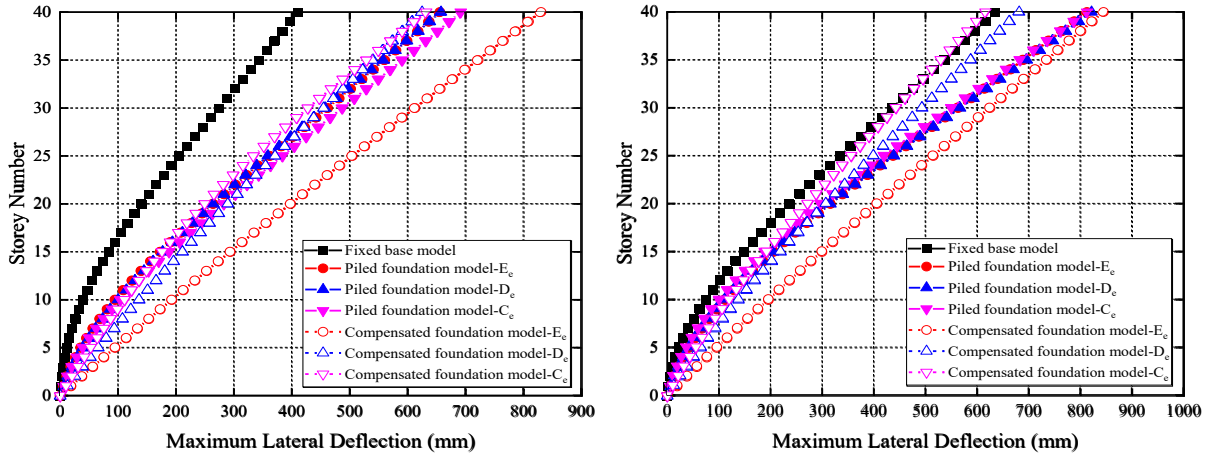 40
35
30
25
20
15
10
5
0
Storey Number
Fixed base model
Piled foundation model-Eₑ
Piled foundation model-Dₑ
Piled foundation model-Cₑ
Compensated foundation model-Eₑ
Compensated foundation model-Dₑ
Compensated foundation model-Cₑ
0 100 200 300 400 500 600 700 800 900
Maximum Lateral Deflection (mm)
40
35
30
25
20
15
10
5
0
Storey Number
Fixed base model
Piled foundation model-Eₑ
Piled foundation model-Dₑ
Piled foundation model-Cₑ
Compensated foundation model-Eₑ
Compensated foundation model-Dₑ
Compensated foundation model-Cₑ
0 100 200 300 400 500 600 700 800 900 1000
Maximum Lateral Deflection (mm)